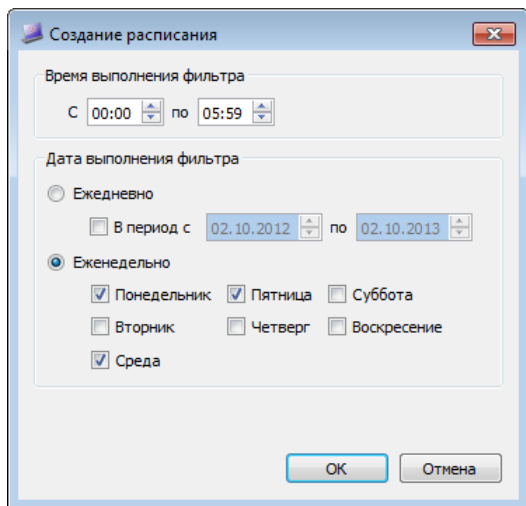 Создание расписания
Время выполнения фильтра
С 00:00 по 05:59
Дата выполнения фильтра
Ежедневно
В период с 02.10.2012 по 02.10.2013
Еженедельно
Понедельник Пятница Суббота
Вторник Четверг Воскресение
Среда
ОК Отмена